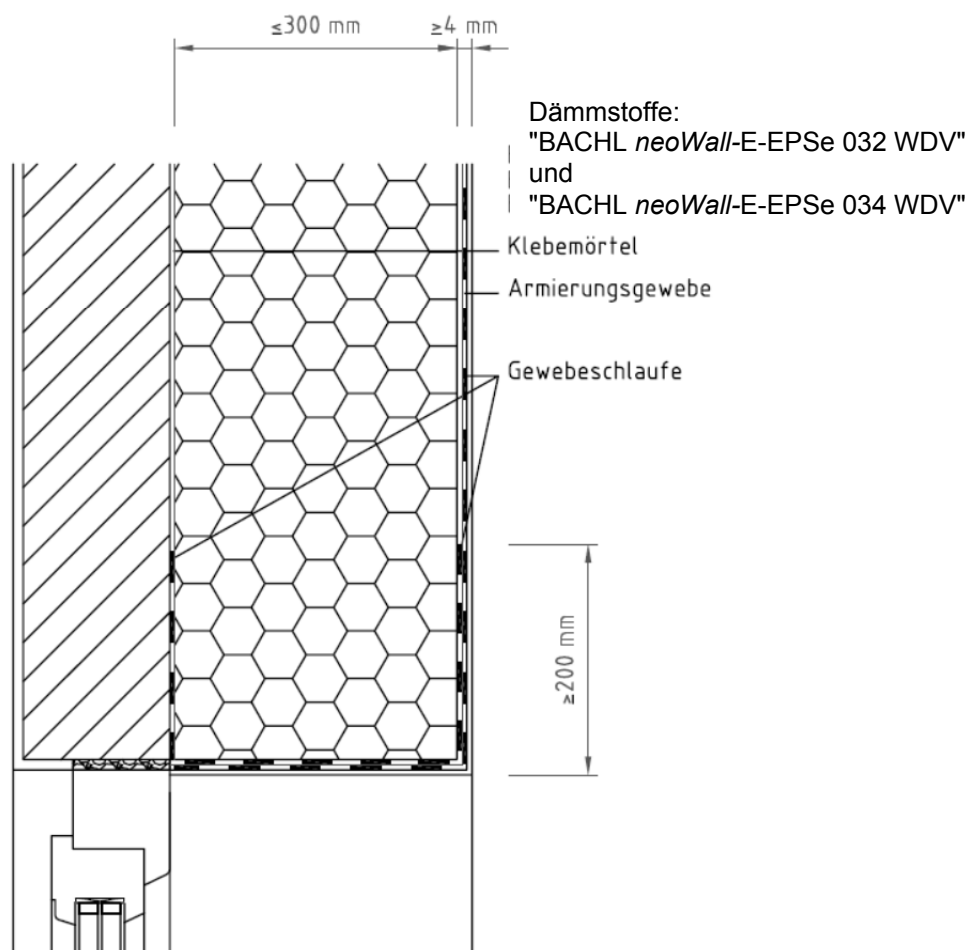 ≤300 mm
≥4 mm
Dämmstoffe:
"BACHL neoWall-E-EPSe 032 WDV"
und
"BACHL neoWall-E-EPSe 034 WDV"
Klebemörtel
Armierungsgewebe
Gewebeschlaufe
≥200 mm